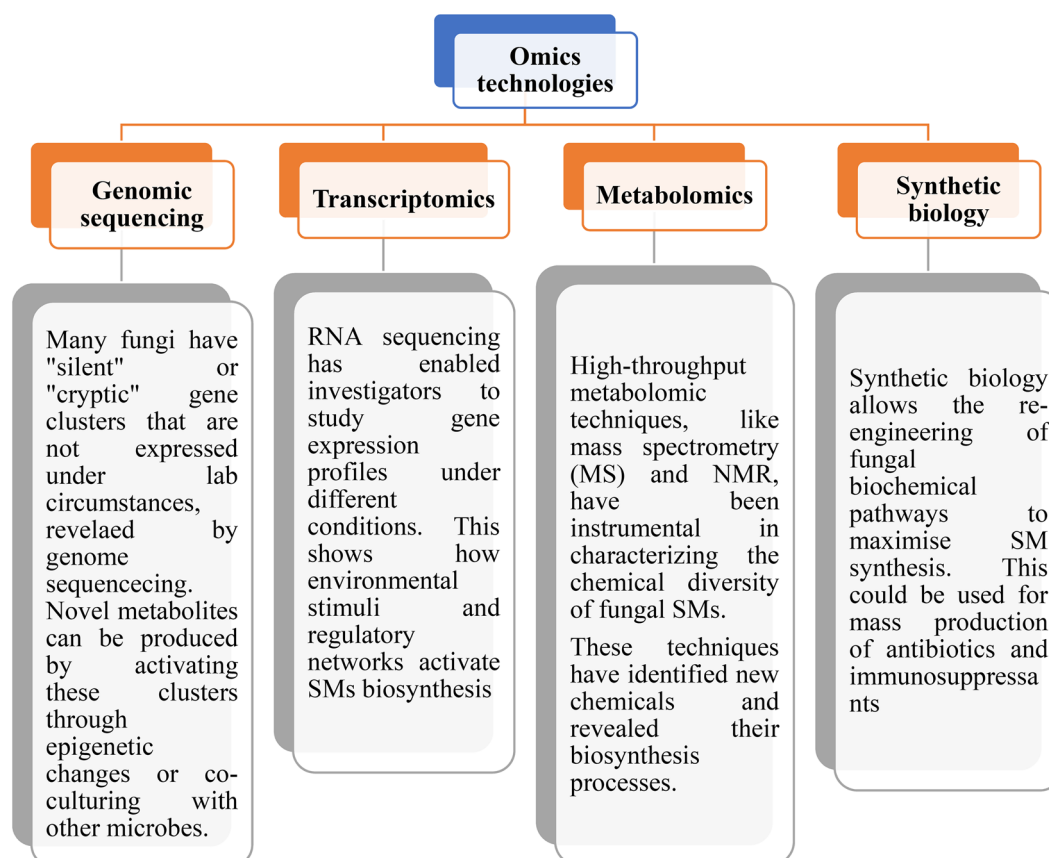 Omics
technologies
Genomic
sequencing
Transcriptomics
Metabolomics
Synthetic
biology
Many fungi have
"silent" or
"cryptic" gene
clusters that are
not expressed
under lab
circumstances,
revelaed by
genome
sequencecing.
Novel metabolites
can be produced
by activating
these clusters
through
epigenetic
changes or co-
culturing with
other microbes.
RNA sequencing
has enabled
investigators to
study gene
expression
profiles under
different
conditions. This
shows how
environmental
stimuli and
regulatory
networks activate
SMs biosynthesis
High-throughput
metabolomic
techniques, like
mass spectrometry
(MS) and NMR,
have been
instrumental in
characterizing the
chemical diversity
of fungal SMs.
These techniques
have identified new
chemicals and
revealed their
biosynthesis
processes.
Synthetic biology
allows the re-
engineering of
fungal
biochemical
pathways to
maximise SM
synthesis. This
could be used for
mass production
of antibiotics and
immunosuppressa
nts